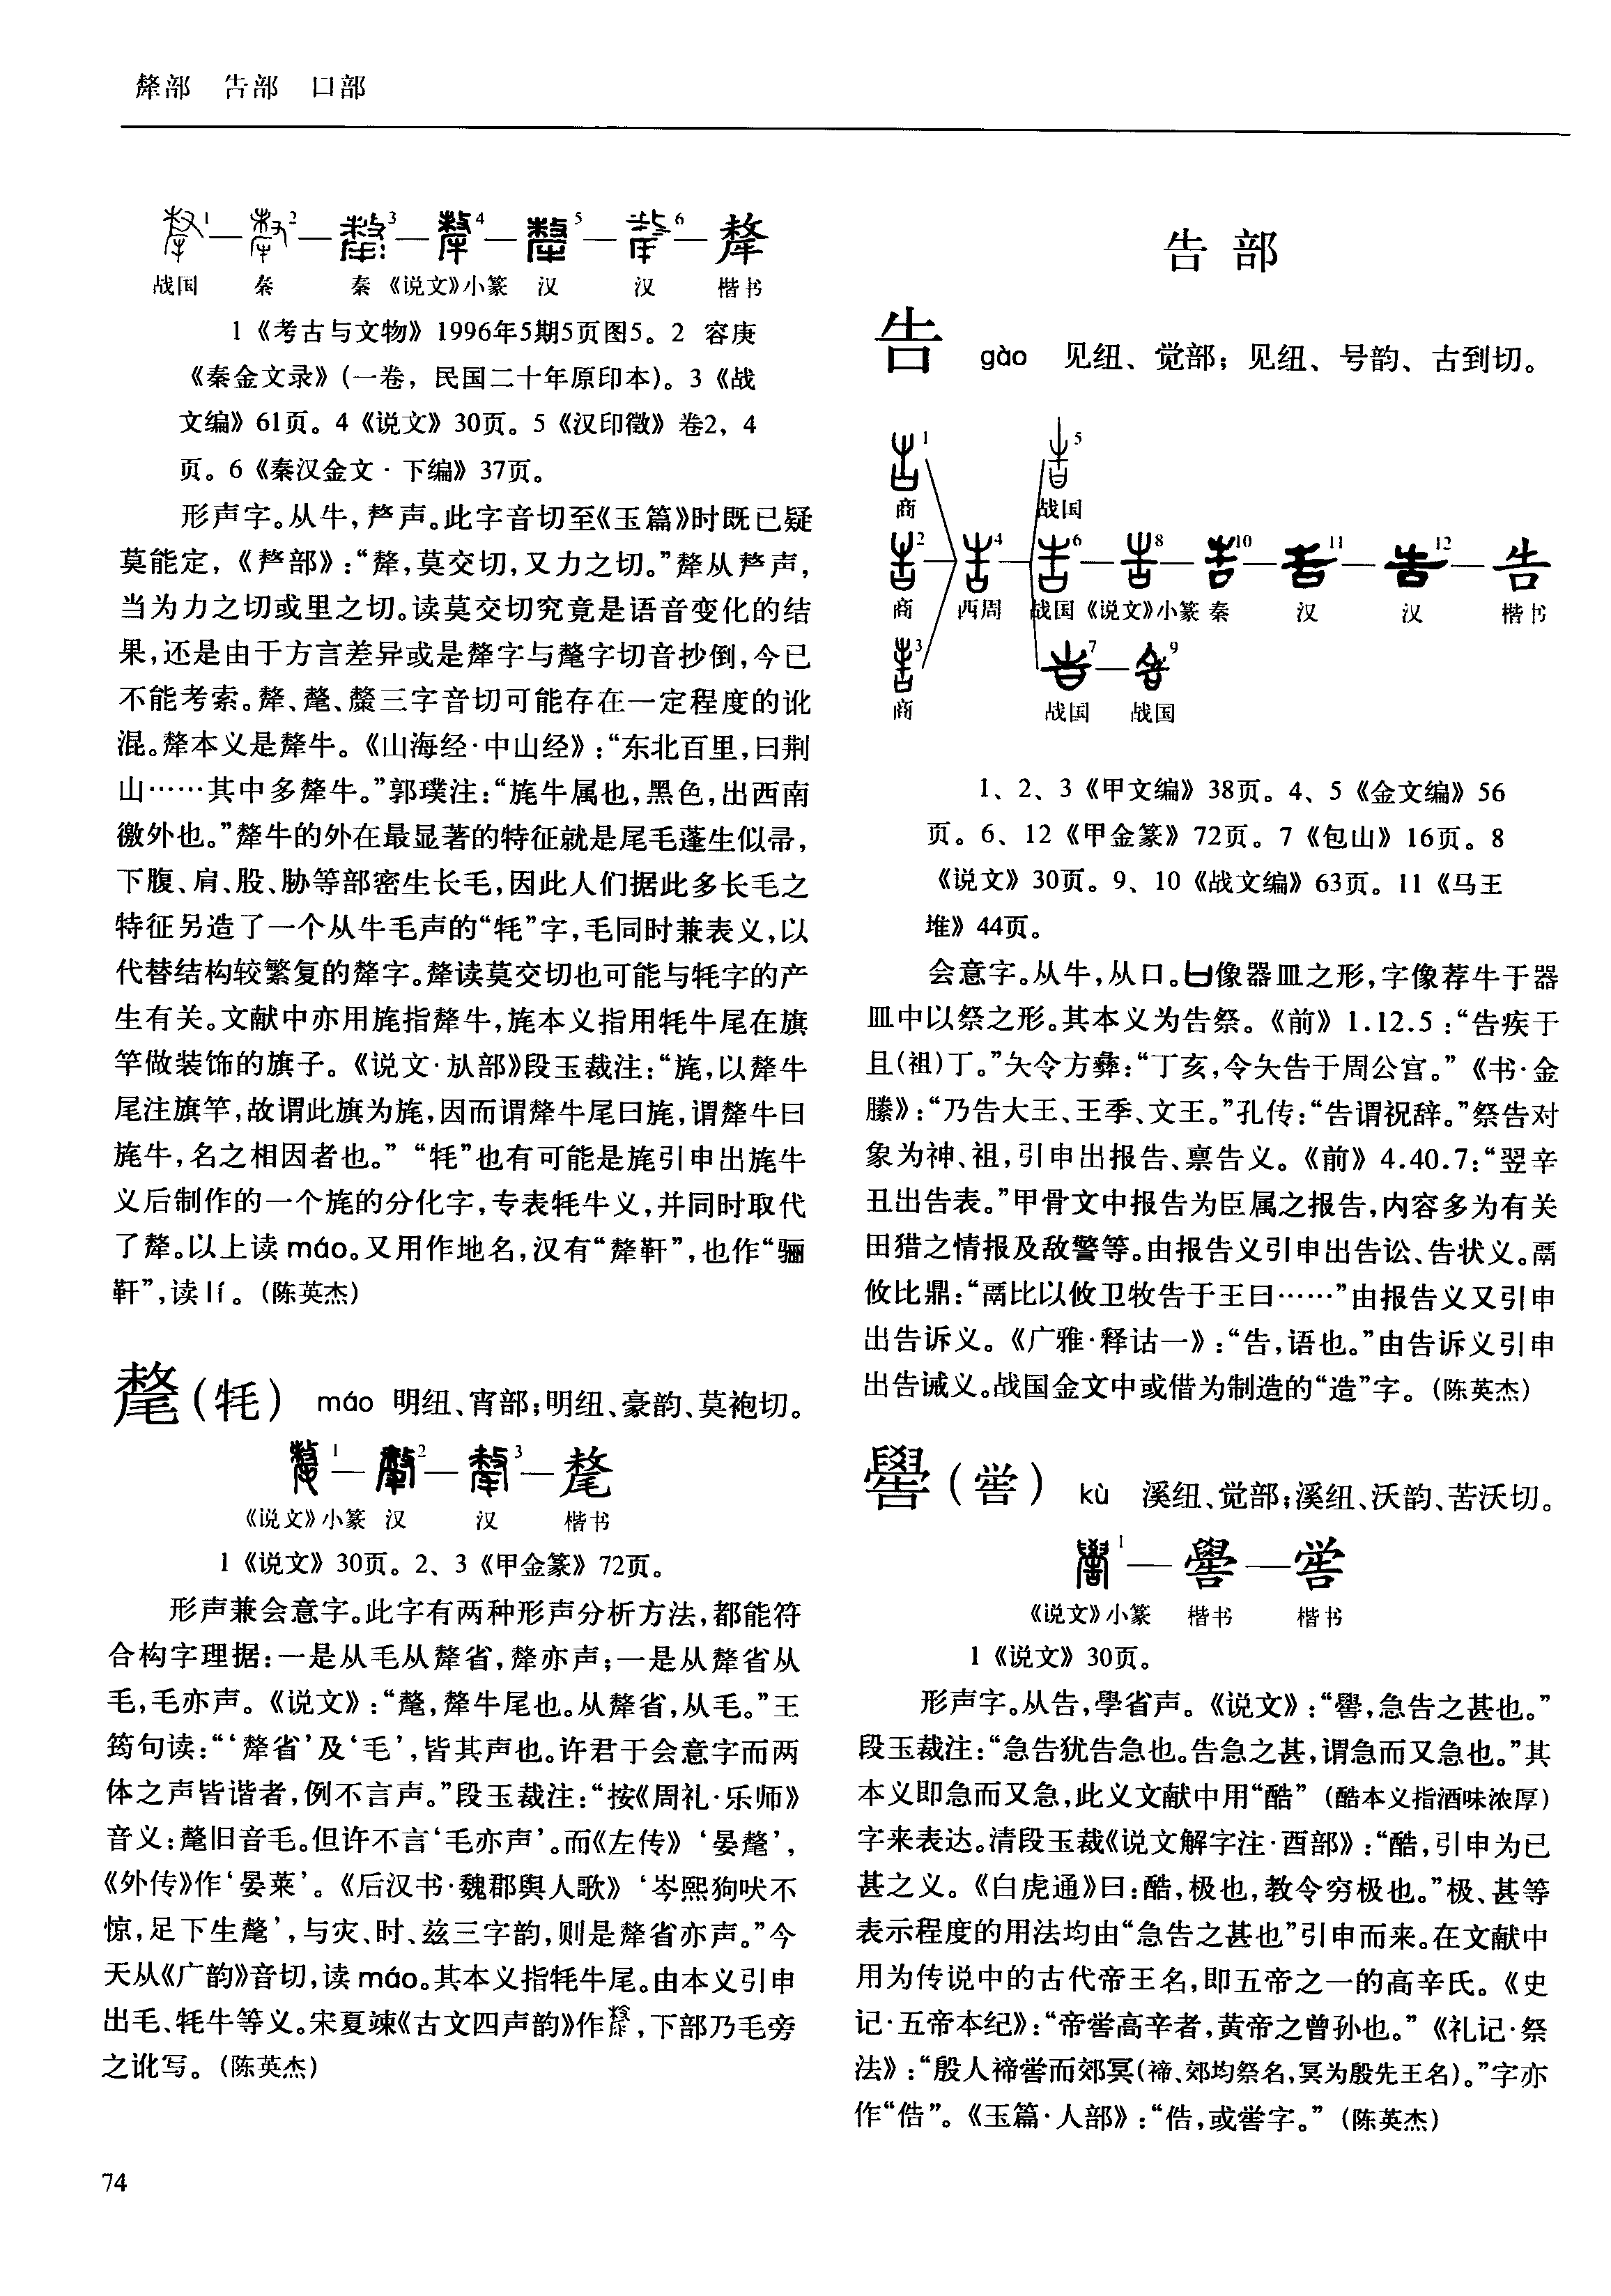 犛部 告部 口部
1—2—3—4—5—6—犛
战国 秦 秦 《说文》小篆 汉 汉 楷书
1《考古与文物》1996年5期5页图5。2 容庚
《秦金文录》(一卷，民国二十年原印本)。3《战
文编》61页。4《说文》30页。5《汉印徵》卷2，4
页。6《秦汉金文·下编》37页。
形声字。从牛，𠩺声。此字音切至《玉篇》时既已疑
莫能定，《𠩺部》：“犛，莫交切，又力之切。”犛从𠩺声，
当为力之切或里之切。读莫交切究竟是语音变化的结
果，还是由于方言差异或是犛字与氂字切音抄倒，今已
不能考索。犛、氂、斄三字音切可能存在一定程度的讹
混。犛本义是犛牛。《山海经·中山经》：“东北百里，曰荆
山……其中多犛牛。”郭璞注：“旄牛属也，黑色，出西南
徼外也。”犛牛的外在最显著的特征就是尾毛蓬生似帚，
下腹、肩、股、胁等部密生长毛，因此人们据此多长毛之
特征另造了一个从牛毛声的“牦”字，毛同时兼表义，以
代替结构较繁复的犛字。犛读莫交切也可能与牦字的产
生有关。文献中亦用旄指犛牛，旄本义指用牦牛尾在旗
竿做装饰的旗子。《说文·㫃部》段玉裁注：“旄，以犛牛
尾注旗竿，故谓此旗为旄，因而谓犛牛尾曰旄，谓犛牛曰
旄牛，名之相因者也。”“牦”也有可能是旄引申出旄牛
义后制作的一个旄的分化字，专表牦牛义，并同时取代
了犛。以上读máo。又用作地名，汉有“犛靬”，也作“骊
靬”，读lí。(陈英杰)
氂(牦) máo 明纽、宵部；明纽、豪韵、莫袍切。
1—2—3—氂
《说文》小篆 汉 汉 楷书
1《说文》30页。2、3《甲金篆》72页。
形声兼会意字。此字有两种形声分析方法，都能符
合构字理据：一是从毛从犛省，犛亦声；一是从犛省从
毛，毛亦声。《说文》：“氂，犛牛尾也。从犛省，从毛。”王
筠句读：“‘犛省’及‘毛’，皆其声也。许君于会意字而两
体之声皆谐者，例不言声。”段玉裁注：“按《周礼·乐师》
音义：氂旧音毛。但许不言‘毛亦声’。而《左传》‘晏氂’，
《外传》作‘晏莱’。《后汉书·魏郡舆人歌》‘岑熙狗吠不
惊，足下生氂’，与灾、时、兹三字韵，则是犛省亦声。”今
天从《广韵》音切，读máo。其本义指牦牛尾。由本义引申
出毛、牦牛等义。宋夏竦《古文四声韵》作，下部乃毛旁
之讹写。(陈英杰)
74
告部
告 gào 见纽、觉部；见纽、号韵、古到切。
1 5
商 战国
2—4—6—8—10—11—12—告
商 西周 战国 《说文》小篆 秦 汉 汉 楷书
3 7—9
商 战国 战国
1、2、3《甲文编》38页。4、5《金文编》56
页。6、12《甲金篆》72页。7《包山》16页。8
《说文》30页。9、10《战文编》63页。11《马王
堆》44页。
会意字。从牛，从口。口像器皿之形，字像荐牛于器
皿中以祭之形。其本义为告祭。《前》1.12.5：“告疾于
且(祖)丁。”夨令方彝：“丁亥，令夨告于周公宫。”《书·金
縢》：“乃告大王、王季、文王。”孔传：“告谓祝辞。”祭告对
象为神、祖，引申出报告、禀告义。《前》4.40.7：“翌辛
丑出告表。”甲骨文中报告为臣属之报告，内容多为有关
田猎之情报及敌警等。由报告义引申出告讼、告状义。鬲
攸比鼎：“鬲比以攸卫牧告于王曰……”由报告义又引申
出告诉义。《广雅·释诂一》：“告，语也。”由告诉义引申
出告诫义。战国金文中或借为制造的“造”字。(陈英杰)
嚳(喾) kù 溪纽、觉部；溪纽、沃韵、苦沃切。
1—嚳—喾
《说文》小篆 楷书 楷书
1《说文》30页。
形声字。从告，學省声。《说文》：“嚳，急告之甚也。”
段玉裁注：“急告犹告急也。告急之甚，谓急而又急也。”其
本义即急而又急，此义文献中用“酷”(酷本义指酒味浓厚)
字来表达。清段玉裁《说文解字注·酉部》：“酷，引申为已
甚之义。《白虎通》曰：酷，极也，教令穷极也。”极、甚等
表示程度的用法均由“急告之甚也”引申而来。在文献中
用为传说中的古代帝王名，即五帝之一的高辛氏。《史
记·五帝本纪》：“帝喾高辛者，黄帝之曾孙也。”《礼记·祭
法》：“殷人禘喾而郊冥(禘、郊均祭名，冥为殷先王名)。”字亦
作“俈”。《玉篇·人部》：“俈，或喾字。”(陈英杰)